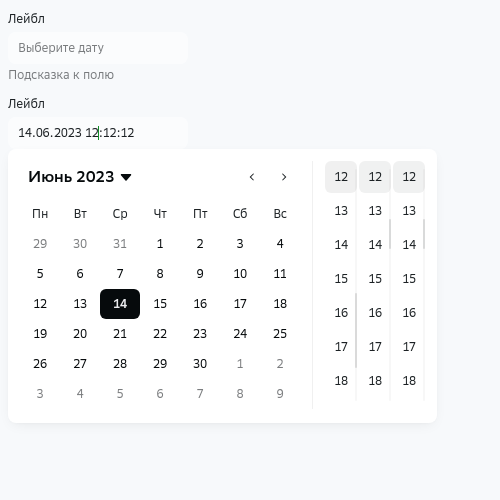 Лейбл
Выберите дату
Подсказка к полю
Лейбл
14.06.2023 12:12:12
Июнь 2023
Пн Вт Ср Чт Пт Сб Вс
29 30 31 1 2 3 4
5 6 7 8 9 10 11
12 13 14 15 16 17 18
19 20 21 22 23 24 25
26 27 28 29 30 1 2
3 4 5 6 7 8 9
12 12 12
13 13 13
14 14 14
15 15 15
16 16 16
17 17 17
18 18 18